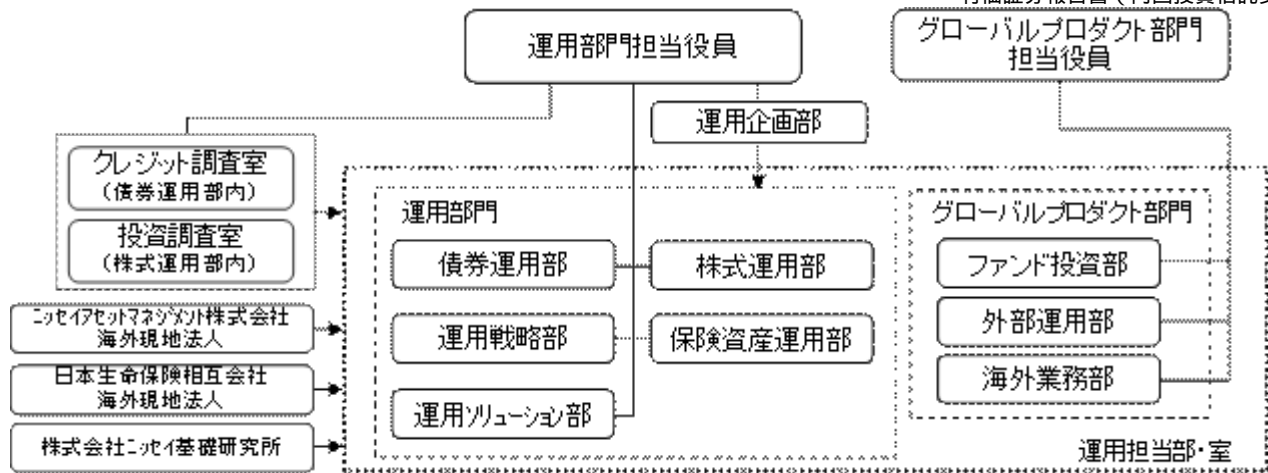 運用部門担当役員
グローバルプロダクト部門
担当役員
運用企画部
クレジット調査室
(債券運用部内)
投資調査室
(株式運用部内)
運用部門
債券運用部
株式運用部
運用戦略部
保険資産運用部
運用ソリューション部
グローバルプロダクト部門
ファンド投資部
外部運用部
海外業務部
ニッセイアセットマネジメント株式会社
海外現地法人
日本生命保険相互会社
海外現地法人
株式会社ニッセイ基礎研究所
運用担当部・室